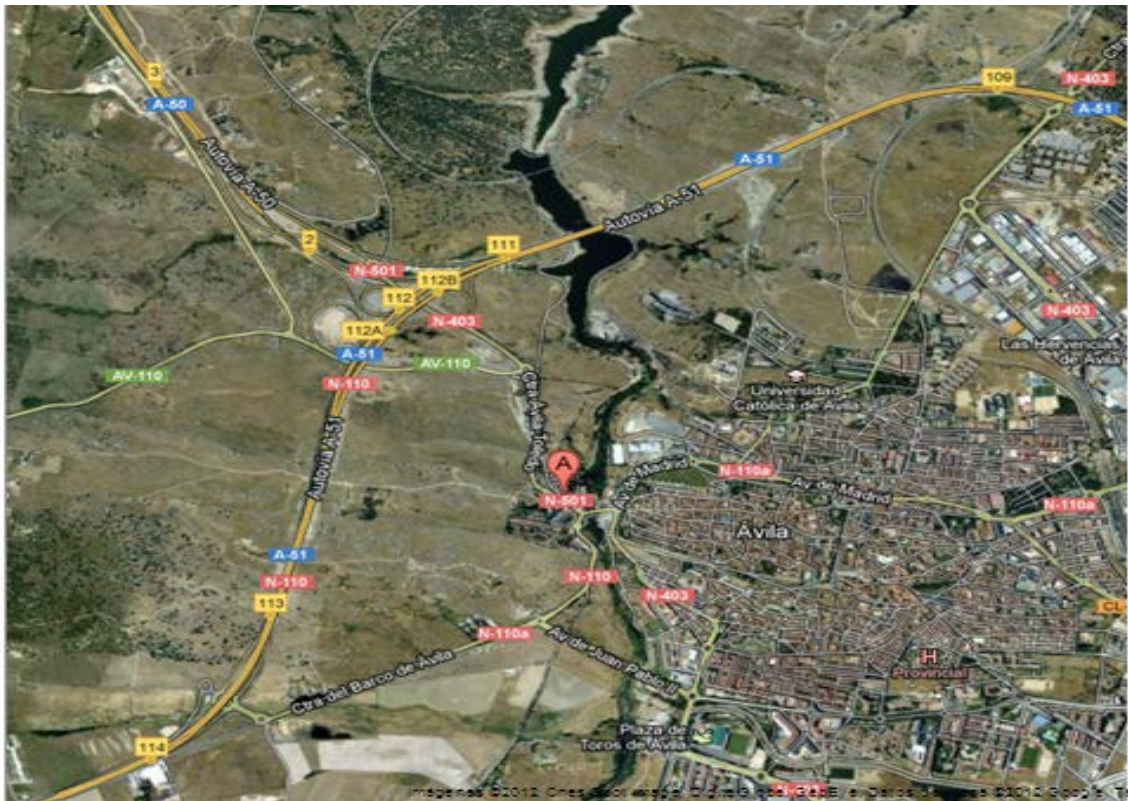 3
A-50
Autovía A-50
2
N-501
112B
111
112
112A
N-403
A-51
AV-110
AV-110
N-110
Autovía A-51
A-51
109
N-403
A-51
N-403
Las Hervencias
de Ávila
Universidad
Católica de Ávila
Autovía A-51
A
N-501
Av de Madrid
N-110a
Av de Madrid
N-110a
Ávila
A-51
N-110
113
N-110
N-403
N-110a
Av de Juan Pablo II
Ctra del Barco de Ávila
CL
H
Provincial
Plaza de
Toros de Ávila
114